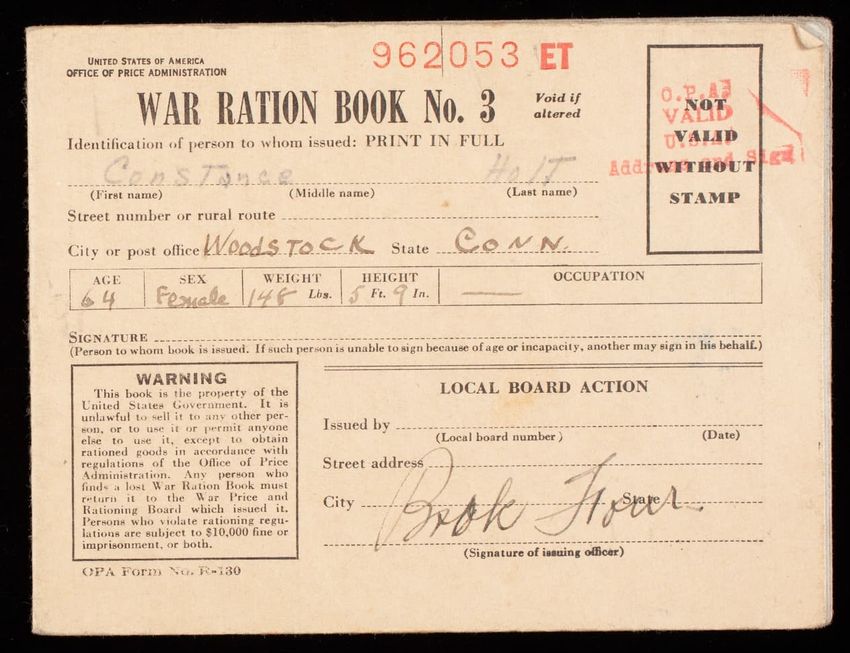 UNITED STATES OF AMERICA
OFFICE OF PRICE ADMINISTRATION
962053 ET
WAR RATION BOOK No. 3
Void if
altered
Identification of person to whom issued: PRINT IN FULL
Constance Holt
(First name) (Middle name) (Last name)
Street number or rural route
City or post office WOODSTOCK State CONN.
O.P.A.
VALID
Address and Sign
NOT
VALID
WITHOUT
STAMP
AGE SEX WEIGHT HEIGHT OCCUPATION
64 Female 148 Lbs. 5 Ft. 9 In. —
SIGNATURE
(Person to whom book is issued. If such person is unable to sign because of age or incapacity, another may sign in his behalf.)
WARNING
This book is the property of the
United States Government. It is
unlawful to sell it to any other per-
son, or to use it or permit anyone
else to use it, except to obtain
rationed goods in accordance with
regulations of the Office of Price
Administration. Any person who
finds a lost War Ration Book must
return it to the War Price and
Rationing Board which issued it.
Persons who violate rationing regu-
lations are subject to $10,000 fine or
imprisonment, or both.
OPA Form No. R-130
LOCAL BOARD ACTION
Issued by
(Local board number) (Date)
Street address
City State
Book Four
(Signature of issuing officer)